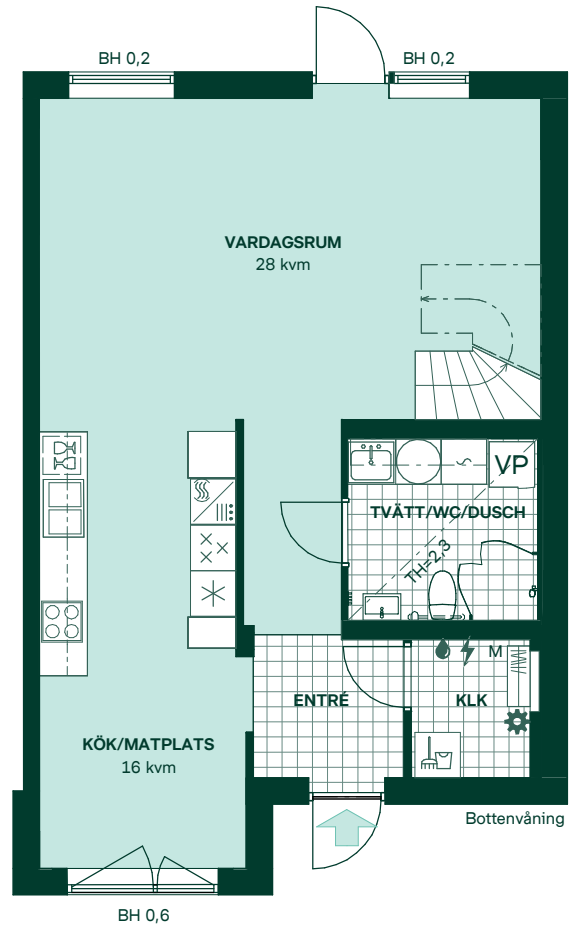 BH 0,2
BH 0,2
VARDAGSRUM
28 kvm
VP
TVÄTT/WC/DUSCH
TH=2,3
M
ENTRÉ
KLK
KÖK/MATPLATS
16 kvm
Bottenvåning
BH 0,6